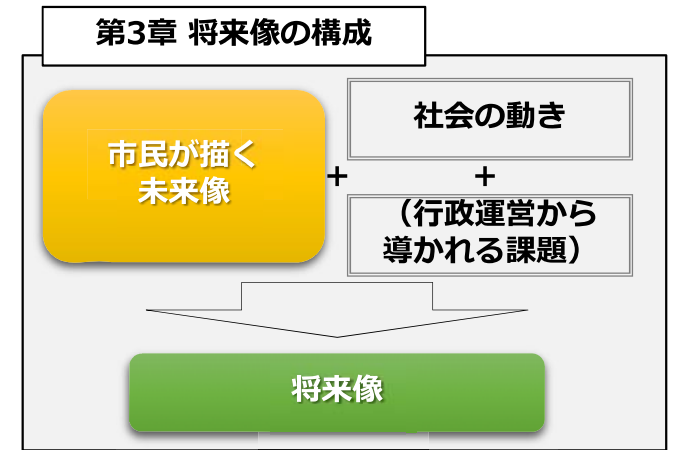 第3章 将来像の構成
市民が描く
未来像
+
社会の動き
+
（行政運営から
導かれる課題）
将来像